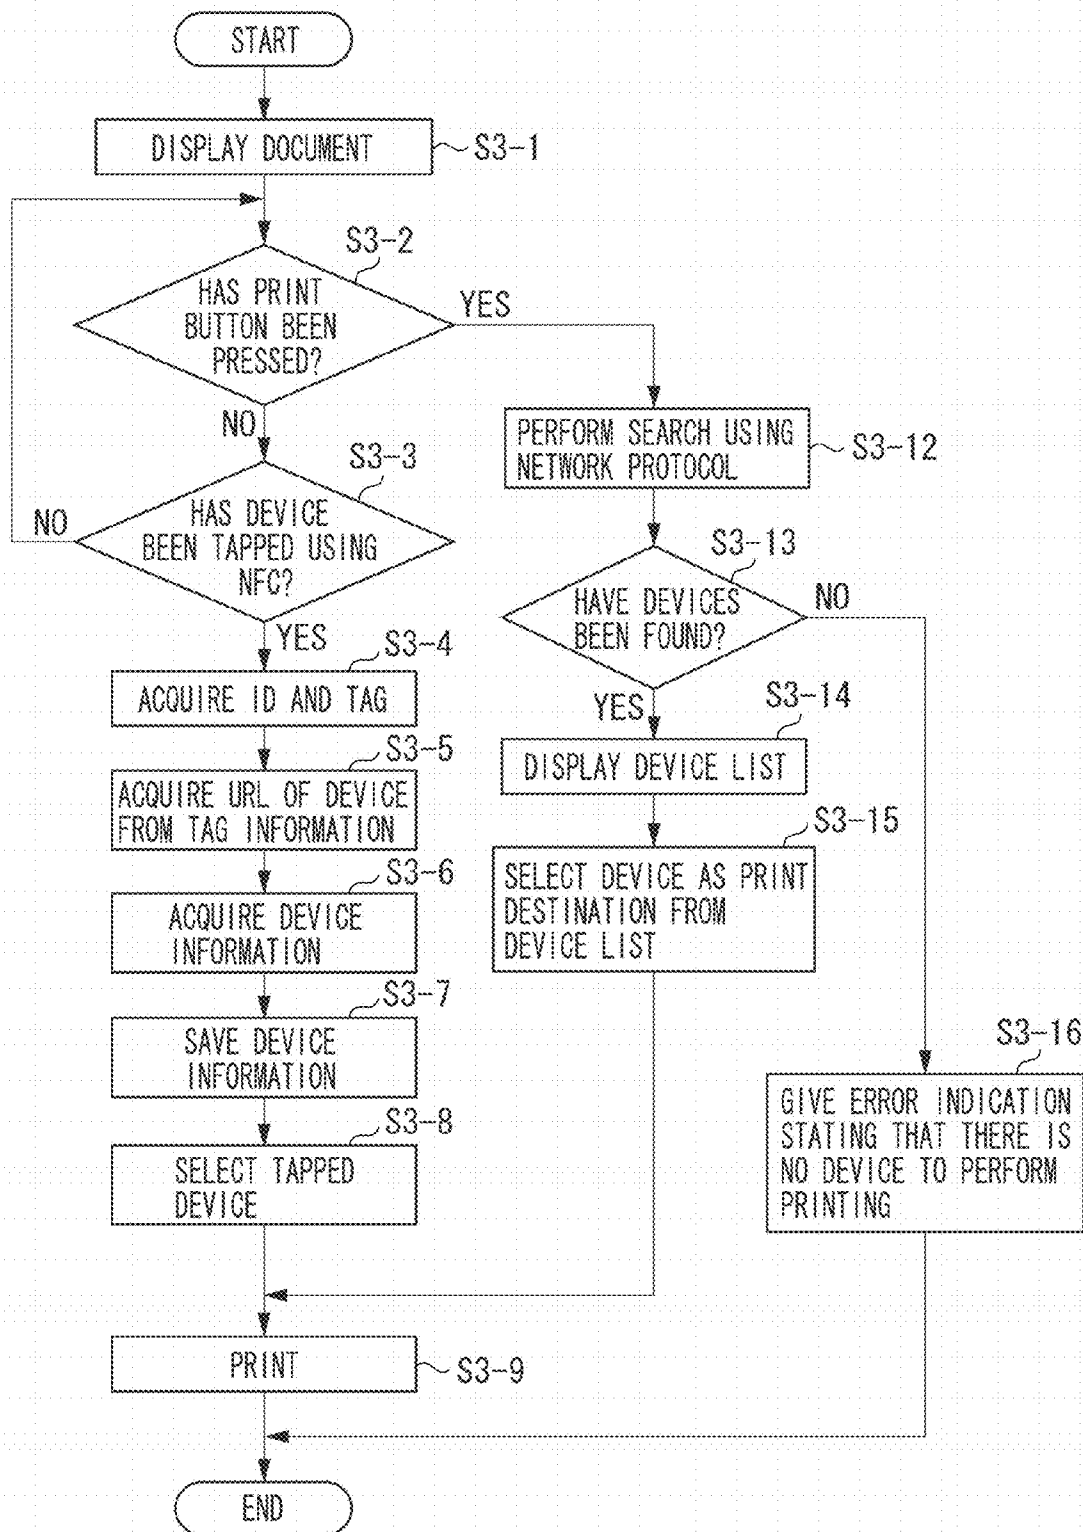 START
DISPLAY DOCUMENT
S3-1
S3-2
HAS PRINT
BUTTON BEEN
PRESSED?
YES
NO
S3-3
HAS DEVICE
BEEN TAPPED USING
NFC?
NO
YES
S3-4
ACQUIRE ID AND TAG
S3-5
ACQUIRE URL OF DEVICE
FROM TAG INFORMATION
S3-6
ACQUIRE DEVICE
INFORMATION
S3-7
SAVE DEVICE
INFORMATION
S3-8
SELECT TAPPED
DEVICE
PERFORM SEARCH USING
NETWORK PROTOCOL
S3-12
S3-13
HAVE DEVICES
BEEN FOUND?
NO
YES
S3-14
DISPLAY DEVICE LIST
S3-15
SELECT DEVICE AS PRINT
DESTINATION FROM
DEVICE LIST
S3-16
GIVE ERROR INDICATION
STATING THAT THERE IS
NO DEVICE TO PERFORM
PRINTING
PRINT
S3-9
END